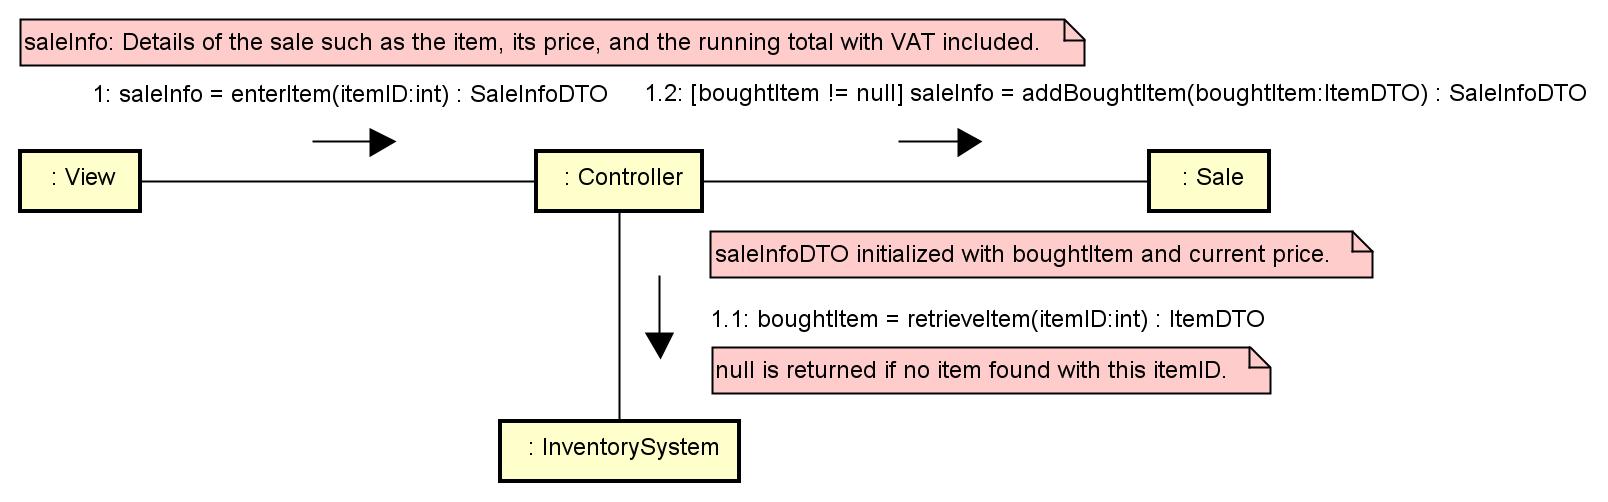 saleInfo: Details of the sale such as the item, its price, and the running total with VAT included.
1: saleInfo = enterItem(itemID:int) : SaleInfoDTO
1.2: [boughtItem != null] saleInfo = addBoughtItem(boughtItem:ItemDTO) : SaleInfoDTO
: View
: Controller
: Sale
saleInfoDTO initialized with boughtItem and current price.
1.1: boughtItem = retrieveItem(itemID:int) : ItemDTO
null is returned if no item found with this itemID.
: InventorySystem